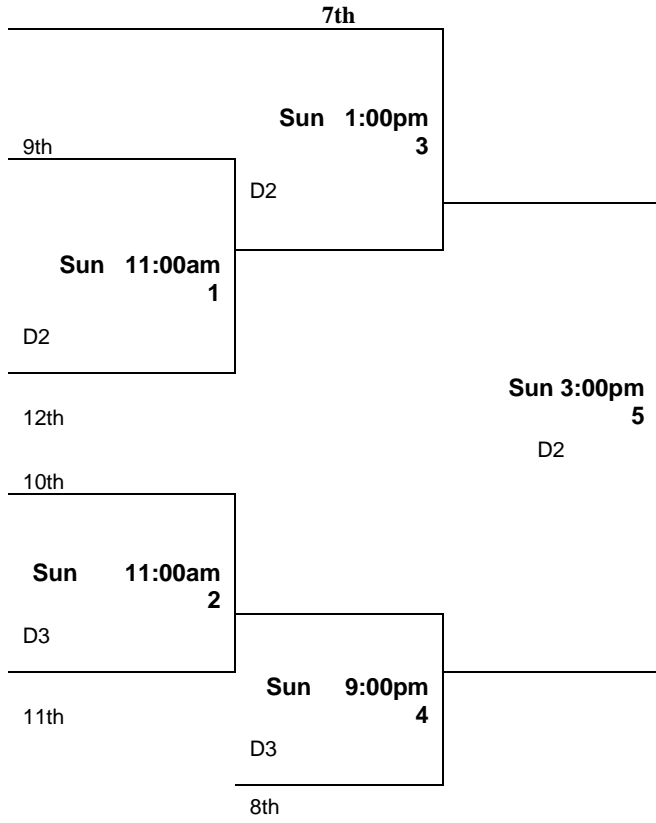 7th
Sun 1:00pm
3
9th
D2
Sun 11:00am
1
D2
Sun 3:00pm
5
12th
D2
10th
Sun 11:00am
2
D3
Sun 9:00pm
4
11th
D3
8th